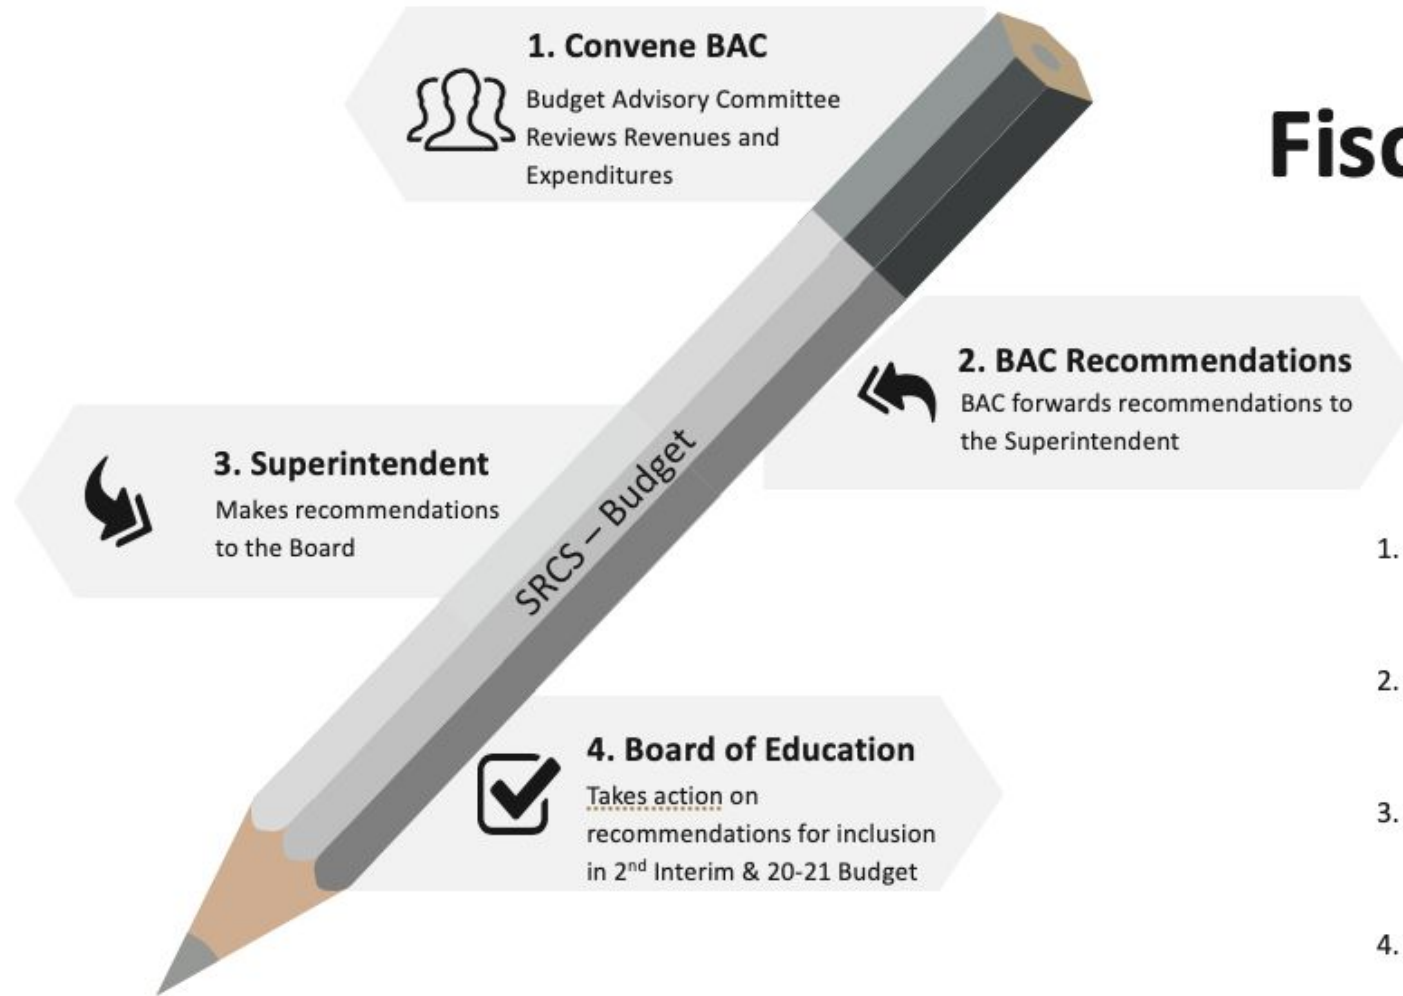 1. Convene BAC
Budget Advisory Committee
Reviews Revenues and
Expenditures
Fisc
2. BAC Recommendations
BAC forwards recommendations to
the Superintendent
3. Superintendent
Makes recommendations
to the Board
SRCS – Budget
4. Board of Education
Takes action on
recommendations for inclusion
in 2nd Interim & 20-21 Budget
1.
2.
3.
4.